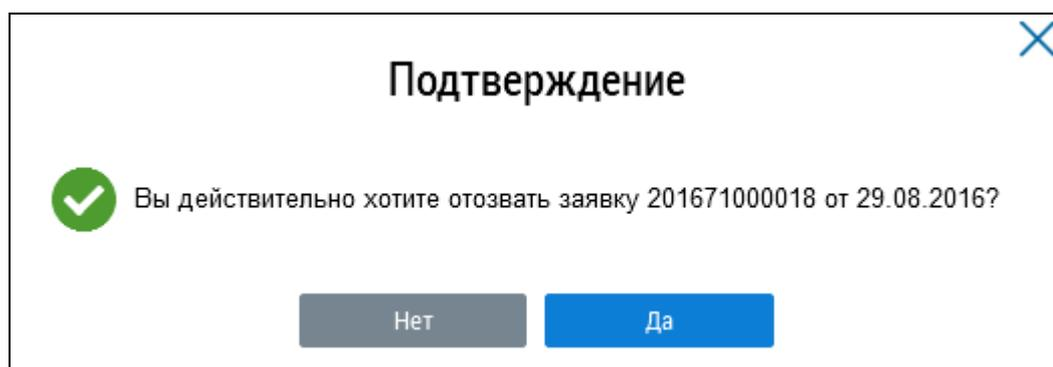 Подтверждение
Вы действительно хотите отозвать заявку 201671000018 от 29.08.2016?
Нет
Да